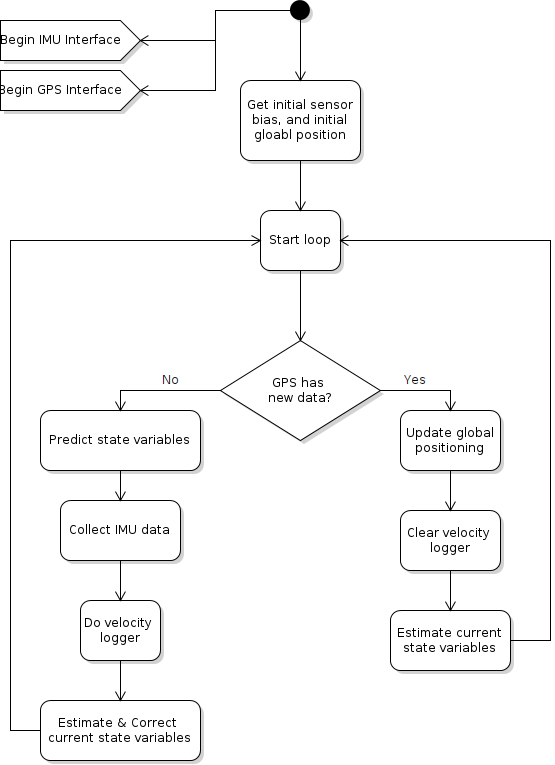 Begin IMU Interface
Begin GPS Interface
Get initial sensor
bias, and initial
gloabl position
Start loop
GPS has
new data?
No
Yes
Predict state variables
Collect IMU data
Do velocity
logger
Estimate & Correct
current state variables
Update global
positioning
Clear velocity
logger
Estimate current
state variables